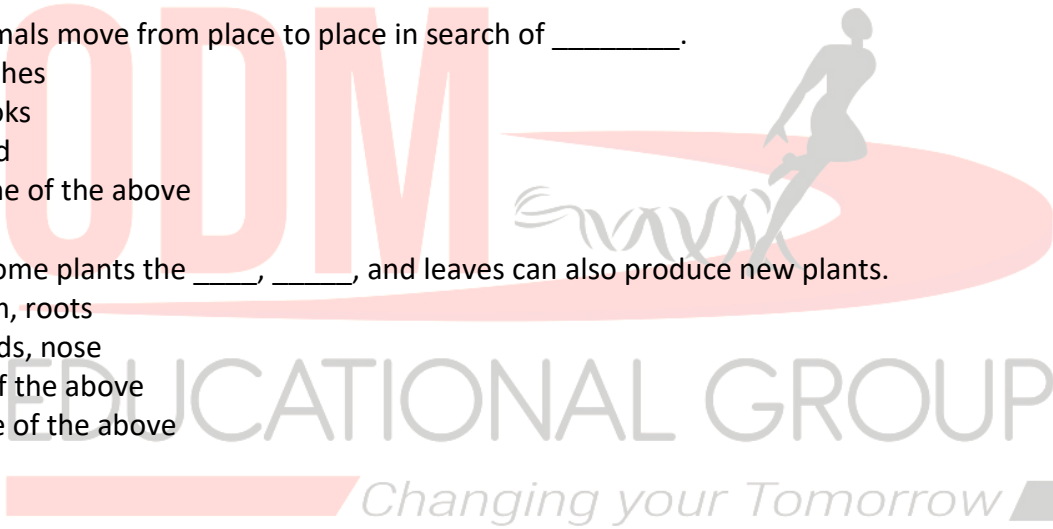 mals move from place to place in search of ________.
hes
oks
d
ne of the above
ome plants the ____, _____, and leaves can also produce new plants.
n, roots
ds, nose
f the above
e of the above
ODM
EDUCATIONAL GROUP
Changing your Tomorrow